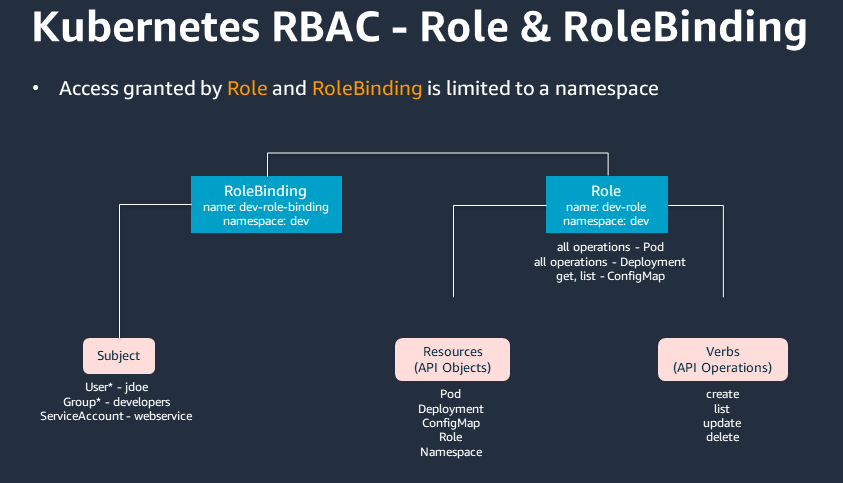 Kubernetes RBAC - Role & RoleBinding
• Access granted by Role and RoleBinding is limited to a namespace
RoleBinding
name: dev-role-binding
namespace: dev
Role
name: dev-role
namespace: dev
all operations - Pod
all operations - Deployment
get, list - ConfigMap
Subject
User* - jdoe
Group* - developers
ServiceAccount - webservice
Resources
(API Objects)
Pod
Deployment
ConfigMap
Role
Namespace
Verbs
(API Operations)
create
list
update
delete